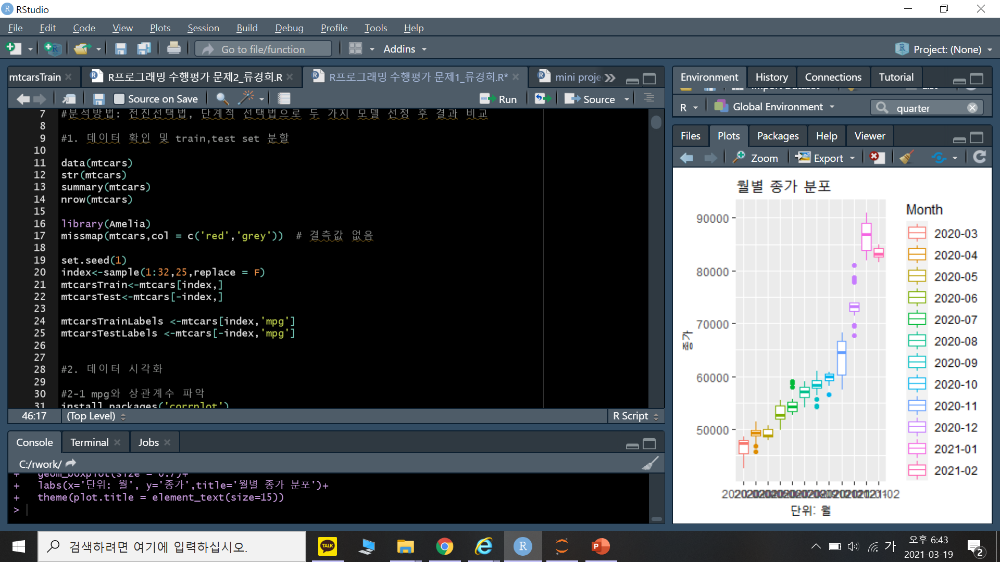 RStudio
File Edit Code View Plots Session Build Debug Profile Tools Help
Go to file/function Addins Project: (None)
mtcarsTrain R프로그래밍 수행평가 문제2_류경희.R R프로그래밍 수행평가 문제1_류경희.R* mini proje
Source on Save Run Source
7 #분석방법: 전진선택법, 단계적 선택법으로 두 가지 모델 선정 후 결과 비교
8
9 #1. 데이터 확인 및 train,test set 분할
10
11 data(mtcars)
12 str(mtcars)
13 summary(mtcars)
14 nrow(mtcars)
15
16 library(Amelia)
17 missmap(mtcars,col = c('red','grey')) # 결측값 없음
18
19 set.seed(1)
20 index<-sample(1:32,25,replace = F)
21 mtcarsTrain<-mtcars[index,]
22 mtcarsTest<-mtcars[-index,]
23
24 mtcarsTrainLabels <-mtcars[index,'mpg']
25 mtcarsTestLabels <-mtcars[-index,'mpg']
26
27
28 #2. 데이터 시각화
29
30 #2-1 mpg와 상관계수 파악
31 install.packages('corrplot')
46:17 (Top Level) R Script
Console Terminal Jobs
C:/rwork/
+ geom_boxplot(size = 0.7)+
+ labs(x='단위: 월', y='종가',title='월별 종가 분포')+
+ theme(plot.title = element_text(size=15))
>
Environment History Connections Tutorial
Import Dataset List
R Global Environment quarter
Files Plots Packages Help Viewer
Zoom Export
월별 종가 분포
90000
80000
70000
60000
50000
종가
단위: 월
Month
2020-03
2020-04
2020-05
2020-06
2020-07
2020-08
2020-09
2020-10
2020-11
2020-12
2021-01
2021-02
검색하려면 여기에 입력하십시오.
TALK
가
오후 6:43
2021-03-19
2